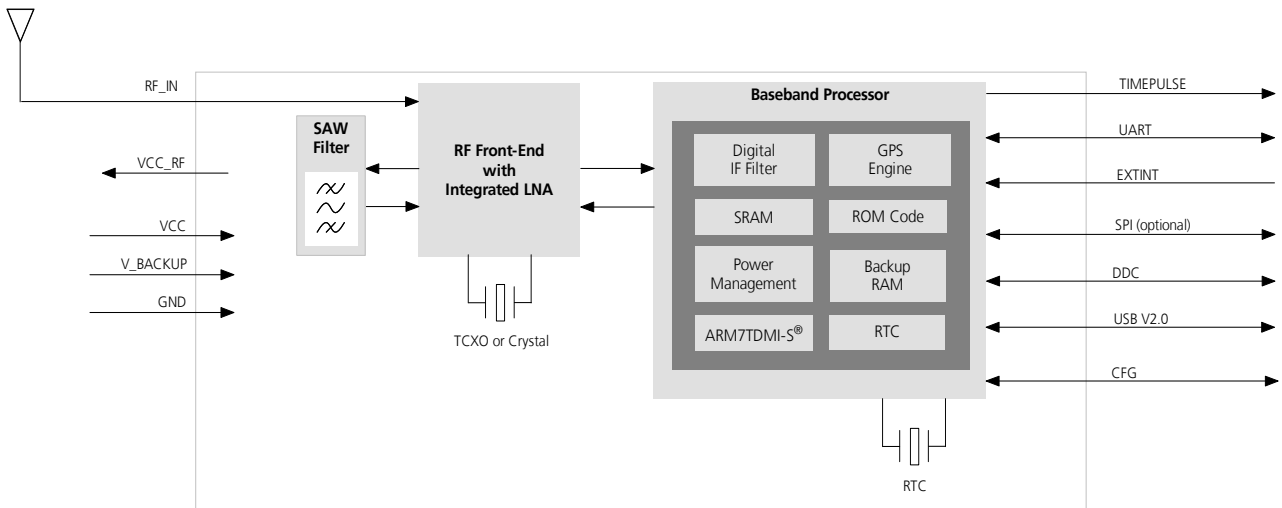 RF_IN
VCC_RF
VCC
V_BACKUP
GND
SAW
Filter
RF Front-End
with
Integrated LNA
TCXO or Crystal
Baseband Processor
Digital
IF Filter
GPS
Engine
SRAM
ROM Code
Power
Management
Backup
RAM
ARM7TDMI-S®
RTC
RTC
TIMEPULSE
UART
EXTINT
SPI (optional)
DDC
USB V2.0
CFG